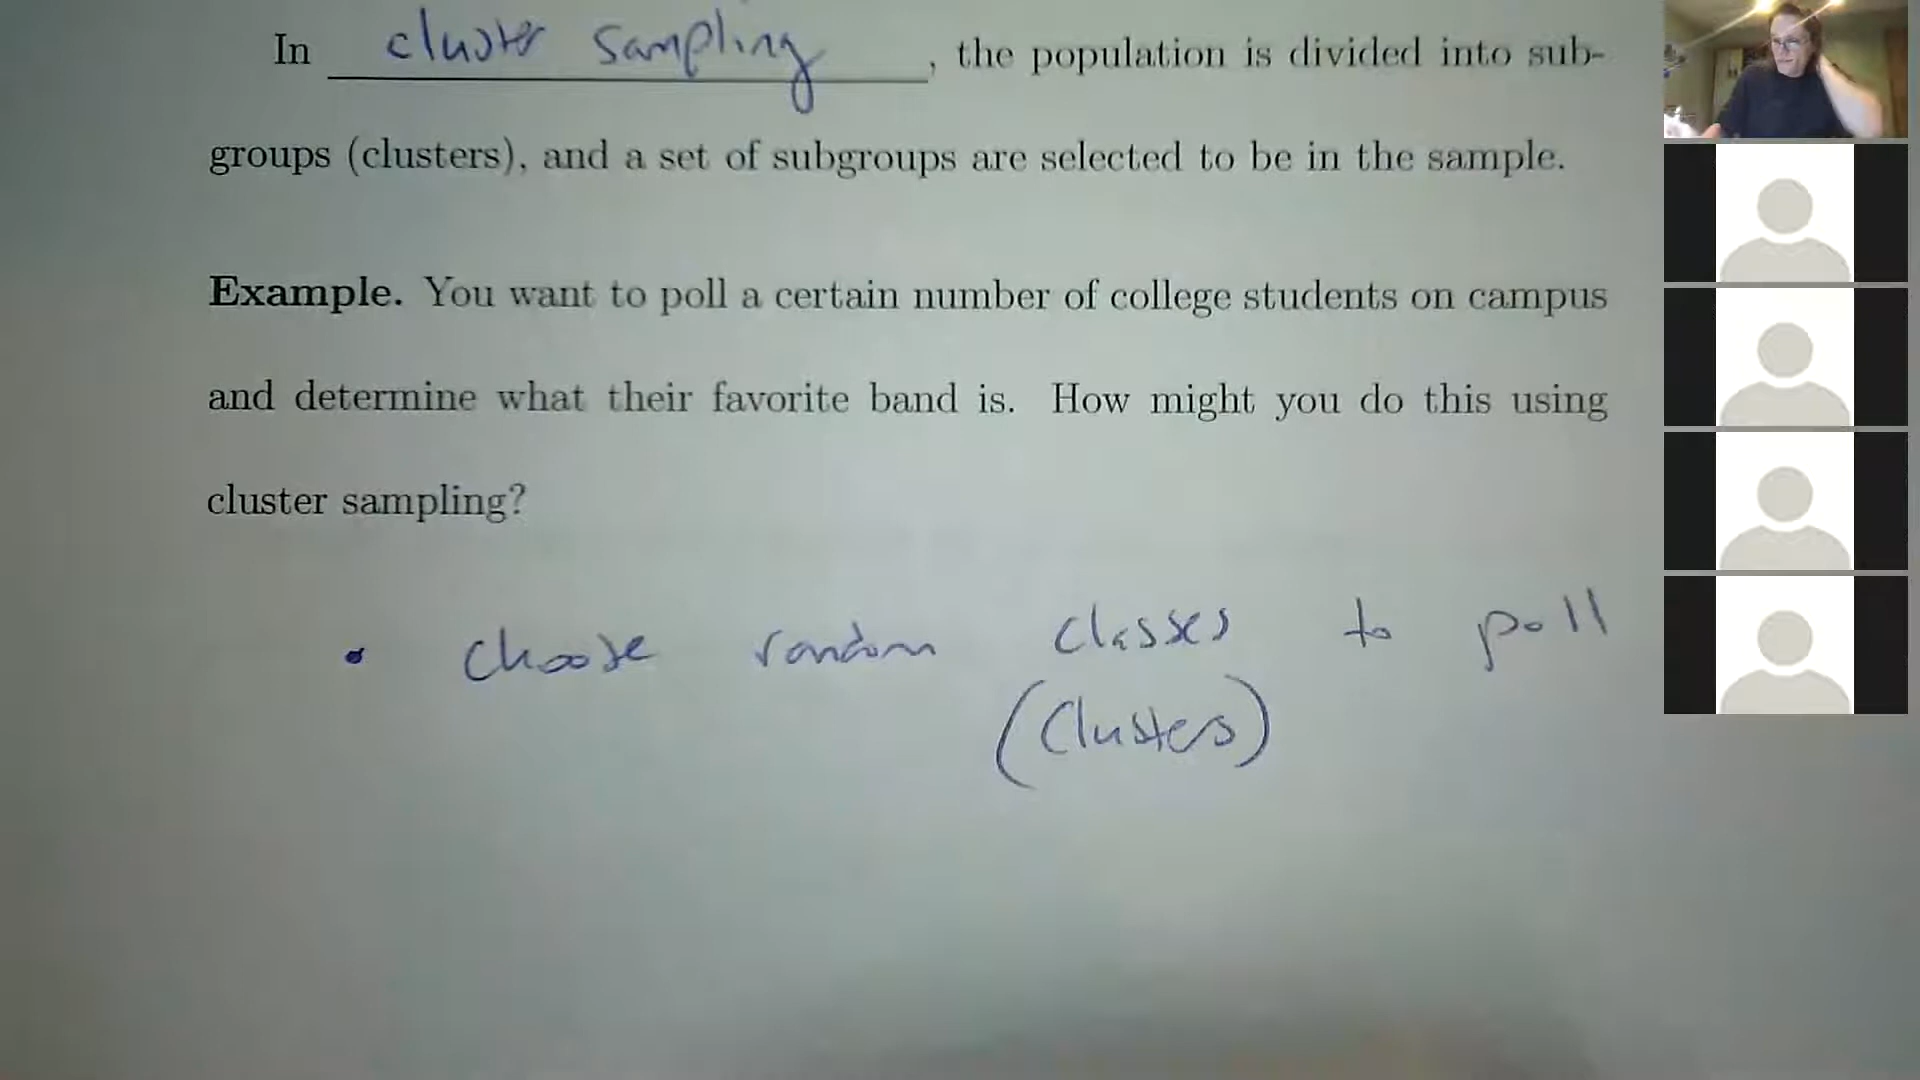 In cluster sampling, the population is divided into sub-
groups (clusters), and a set of subgroups are selected to be in the sample.
Example. You want to poll a certain number of college students on campus
and determine what their favorite band is. How might you do this using
cluster sampling?
• choose random classes to poll
(Clusters)